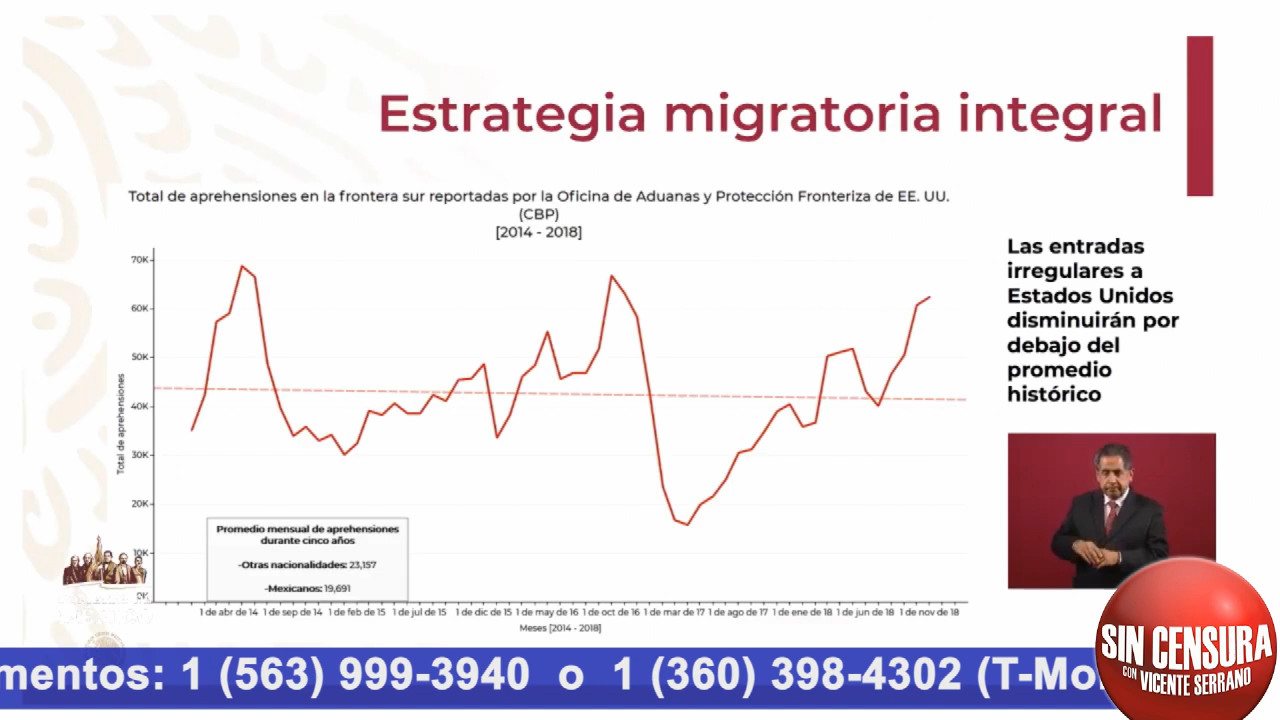 Estrategia migratoria integral
Total de aprehensiones en la frontera sur reportadas por la Oficina de Aduanas y Protección Fronteriza de EE. UU.
(CBP)
[2014 - 2018]
Las entradas
irregulares a
Estados Unidos
disminuirán por
debajo del
promedio
histórico
Total de aprehensiones
70K
60K
50K
40K
30K
20K
10K
0K
Promedio mensual de aprehensiones
durante cinco años
-Otras nacionalidades: 23,157
-Mexicanos: 19,691
1 de abr de 14 1 de sep de 14 1 de feb de 15 1 de jul de 15 1 de dic de 15 1 de may de 16 1 de oct de 16 1 de mar de 17 1 de ago de 17 1 de ene de 18 1 de jun de 18 1 de nov de 18
Meses [2014 - 2018]
mentos: 1 (563) 999-3940 o 1 (360) 398-4302 (T-Mo
SIN CENSURA
CON
VICENTE SERRANO